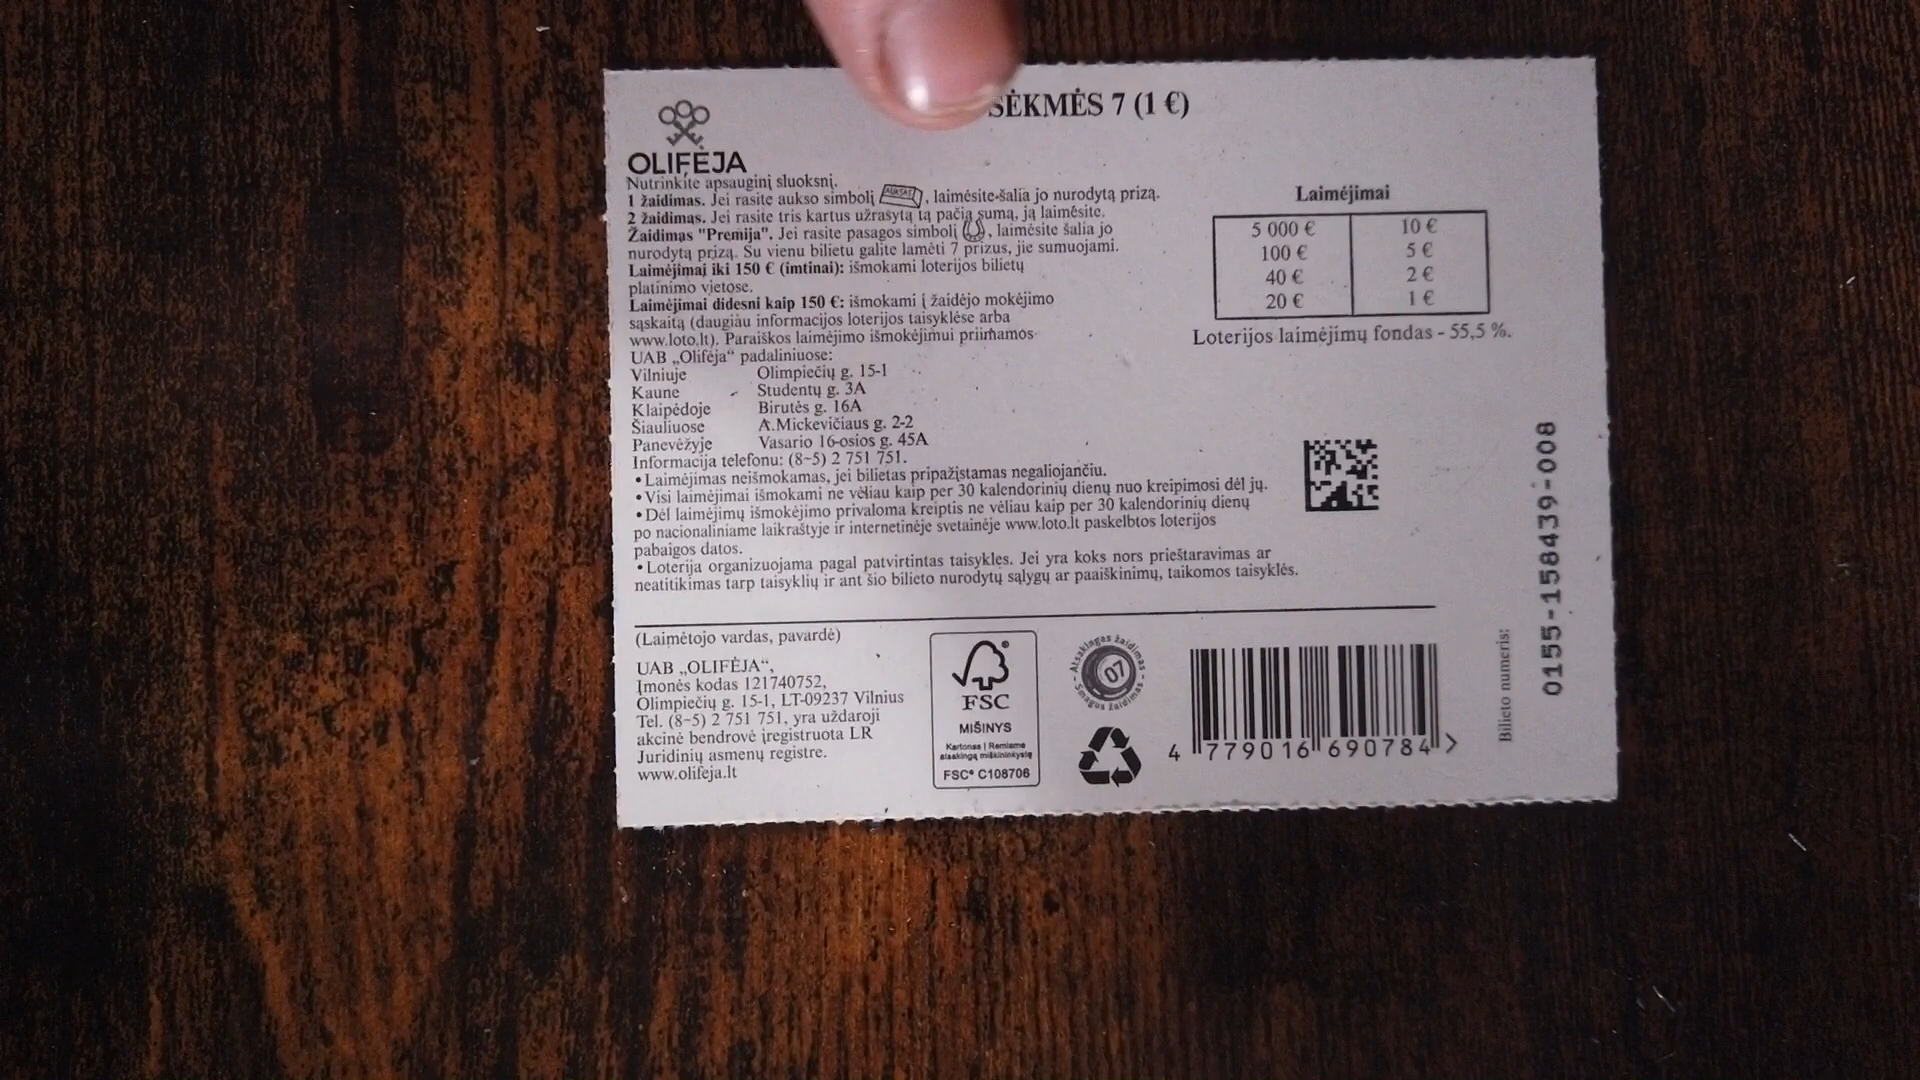 SĖKMĖS 7 (1 €)
OLIFĖJA
Nutrinkite apsauginį sluoksnį.
1 žaidimas. Jei rasite aukso simbolį AUKSAS, laimėsite šalia jo nurodytą prizą.
2 žaidimas. Jei rasite tris kartus užrašytą tą pačią sumą, ją laimėsite.
Žaidimas "Premija". Jei rasite pasagos simbolį , laimėsite šalia jo
nurodytą prizą. Su vienu bilietu galite lamėti 7 prizus, jie sumuojami.
Laimėjimai iki 150 € (imtinai): išmokami loterijos bilietų
platinimo vietose.
Laimėjimai didesni kaip 150 €: išmokami į žaidėjo mokėjimo
sąskaitą (daugiau informacijos loterijos taisyklėse arba
www.loto.lt). Paraiškos laimėjimo išmokėjimui priimamos
UAB „Olifėja“ padaliniuose:
Vilniuje Olimpiečių g. 15-1
Kaune Studentų g. 3A
Klaipėdoje Birutės g. 16A
Šiauliuose A.Mickevičiaus g. 2-2
Panevėžyje Vasario 16-osios g. 45A
Informacija telefonu: (8~5) 2 751 751.
• Laimėjimas neišmokamas, jei bilietas pripažįstamas negaliojančiu.
• Visi laimėjimai išmokami ne vėliau kaip per 30 kalendorinių dienų nuo kreipimosi dėl jų.
• Dėl laimėjimų išmokėjimo privaloma kreiptis ne vėliau kaip per 30 kalendorinių dienų
po nacionaliniame laikraštyje ir internetinėje svetainėje www.loto.lt paskelbtos loterijos
pabaigos datos.
• Loterija organizuojama pagal patvirtintas taisykles. Jei yra koks nors prieštaravimas ar
neatitikimas tarp taisyklių ir ant šio bilieto nurodytų sąlygų ar paaiškinimų, taikomos taisyklės.
Laimėjimai
5 000 € 10 €
100 € 5 €
40 € 2 €
20 € 1 €
Loterijos laimėjimų fondas - 55,5 %.
(Laimėtojo vardas, pavardė)
UAB „OLIFĖJA“,
Įmonės kodas 121740752,
Olimpiečių g. 15-1, LT-09237 Vilnius
Tel. (8~5) 2 751 751, yra uždaroji
akcinė bendrovė įregistruota LR
Juridinių asmenų registre.
www.olifeja.lt
FSC
MIŠINYS
Kartonas | Remiame
atsakingą miškininkystę
FSC® C108706
Atsakingas žaidimas - Smagus žaidimas -
07
4 779016 690784 >
Bilieto numeris:
0155-158439-008